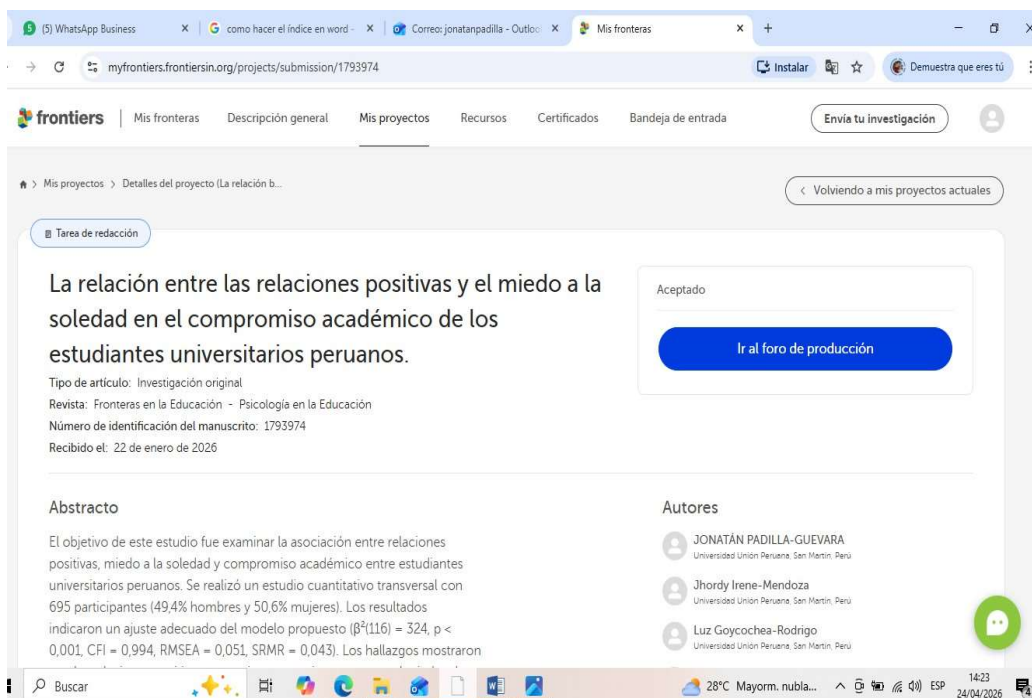 (5) WhatsApp Business
como hacer el índice en word -
Correo: jonatanpadilla - Outloo
Mis fronteras
myfrontiers.frontiersin.org/projects/submission/1793974
Instalar
Demuestra que eres tú
frontiers
Mis fronteras
Descripción general
Mis proyectos
Recursos
Certificados
Bandeja de entrada
Envía tu investigación
Mis proyectos > Detalles del proyecto (La relación b...
< Volviendo a mis proyectos actuales
Tarea de redacción
La relación entre las relaciones positivas y el miedo a la
soledad en el compromiso académico de los
estudiantes universitarios peruanos.
Tipo de artículo: Investigación original
Revista: Fronteras en la Educación - Psicología en la Educación
Número de identificación del manuscrito: 1793974
Recibido el: 22 de enero de 2026
Aceptado
Ir al foro de producción
Abstracto
El objetivo de este estudio fue examinar la asociación entre relaciones
positivas, miedo a la soledad y compromiso académico entre estudiantes
universitarios peruanos. Se realizó un estudio cuantitativo transversal con
695 participantes (49,4% hombres y 50,6% mujeres). Los resultados
indicaron un ajuste adecuado del modelo propuesto (β²(116) = 324, p <
0,001, CFI = 0,994, RMSEA = 0,051, SRMR = 0,043). Los hallazgos mostraron
Autores
JONATÁN PADILLA-GUEVARA
Universidad Unión Peruana, San Martín, Perú
Jhordy Irene-Mendoza
Universidad Unión Peruana, San Martín, Perú
Luz Goycochea-Rodrigo
Universidad Unión Peruana, San Martín, Perú
Buscar
28°C Mayorm. nubla...
ESP
14:23
24/04/2026